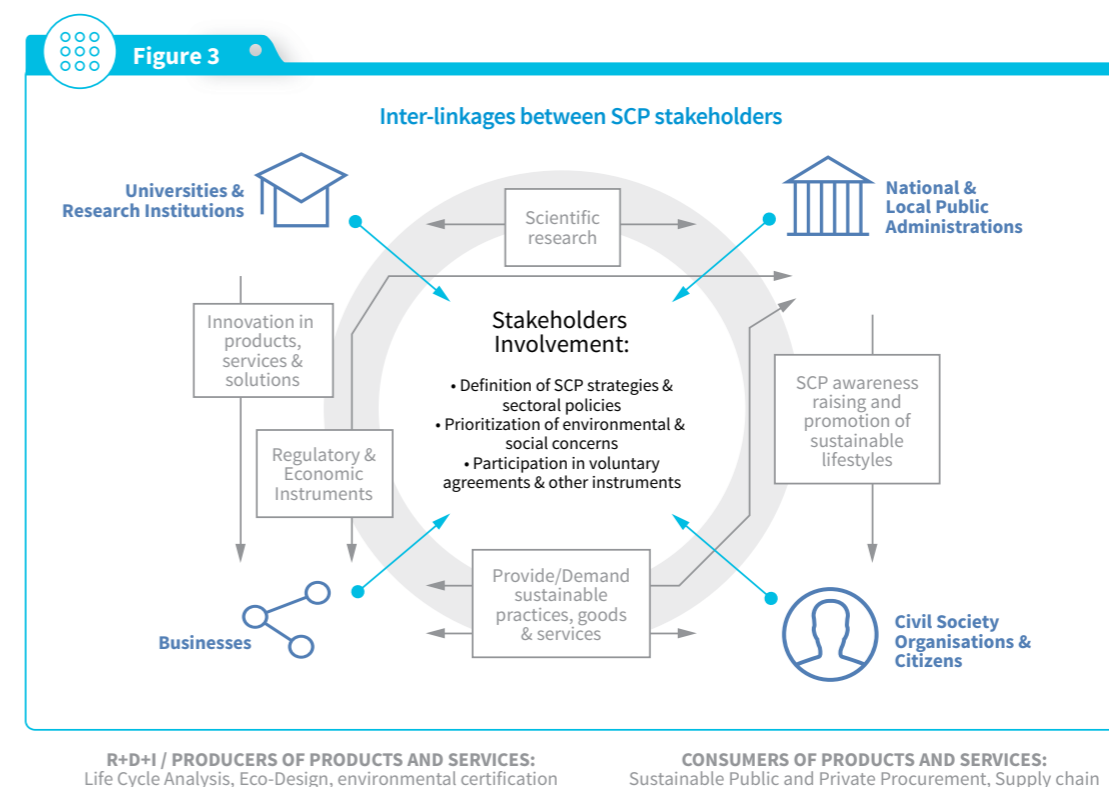 Figure 3
Inter-linkages between SCP stakeholders
Universities &
Research Institutions
National &
Local Public
Administrations
Scientific
research
Innovation in
products,
services &
solutions
Stakeholders
Involvement:
• Definition of SCP strategies &
sectoral policies
• Prioritization of environmental &
social concerns
• Participation in voluntary
agreements & other instruments
SCP awareness
raising and
promotion of
sustainable
lifestyles
Regulatory &
Economic
Instruments
Provide/Demand
sustainable
practices, goods
& services
Businesses
Civil Society
Organisations &
Citizens
R+D+I / PRODUCERS OF PRODUCTS AND SERVICES:
Life Cycle Analysis, Eco-Design, environmental certification
CONSUMERS OF PRODUCTS AND SERVICES:
Sustainable Public and Private Procurement, Supply chain